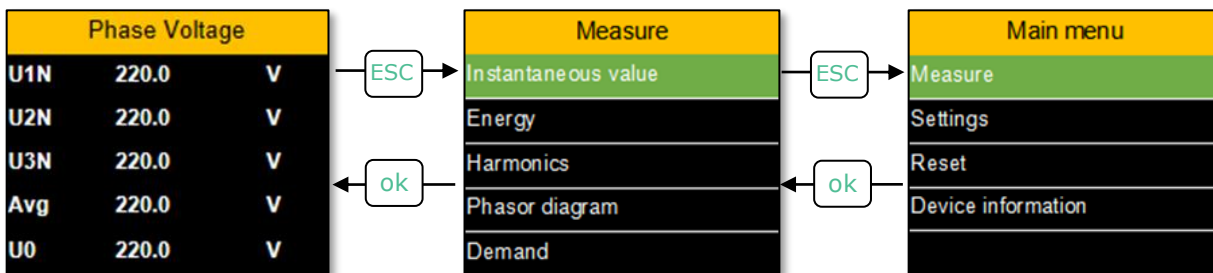 Phase Voltage
U1N 220.0 V
U2N 220.0 V
U3N 220.0 V
Avg 220.0 V
U0 220.0 V
ESC
ok
Measure
Instantaneous value
Energy
Harmonics
Phasor diagram
Demand
ESC
ok
Main menu
Measure
Settings
Reset
Device information